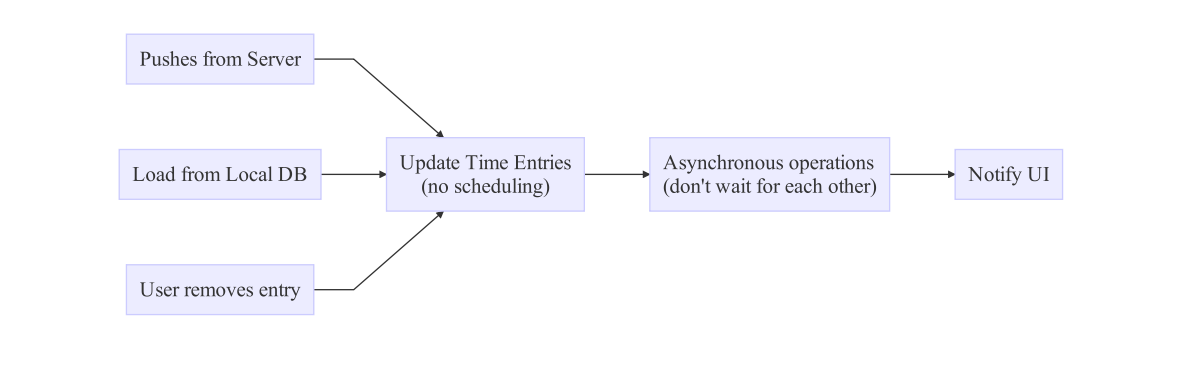 Pushes from Server
Load from Local DB
User removes entry
Update Time Entries
(no scheduling)
Asynchronous operations
(don't wait for each other)
Notify UI